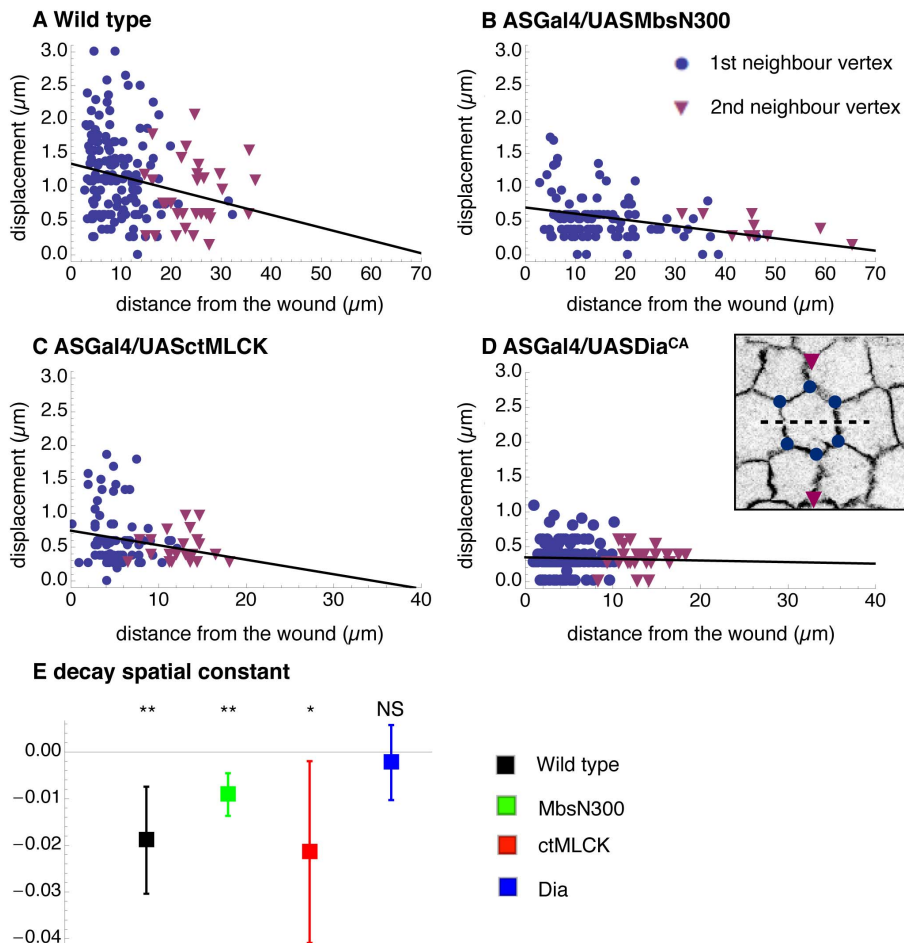 A Wild type
B ASGal4/UASMbsN300
3.0
2.5
2.0
1.5
1.0
0.5
0.0
displacement (µm)
0 10 20 30 40 50 60 70
distance from the wound (µm)
3.0
2.5
2.0
1.5
1.0
0.5
0.0
displacement (µm)
0 10 20 30 40 50 60 70
distance from the wound (µm)
1st neighbour vertex
2nd neighbour vertex
C ASGal4/UASctMLCK
D ASGal4/UASDiaCA
3.0
2.5
2.0
1.5
1.0
0.5
0.0
displacement (µm)
0 10 20 30 40
distance from the wound (µm)
3.0
2.5
2.0
1.5
1.0
0.5
0.0
displacement (µm)
0 10 20 30 40
distance from the wound (µm)
E decay spatial constant
** ** * NS
0.00
−0.01
−0.02
−0.03
−0.04
Wild type
MbsN300
ctMLCK
Dia